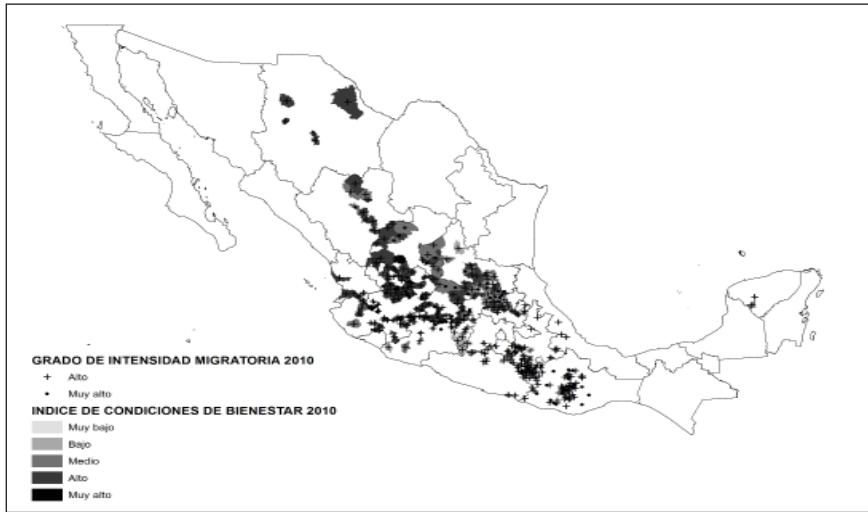 GRADO DE INTENSIDAD MIGRATORIA 2010
Alto
Muy alto
INDICE DE CONDICIONES DE BIENESTAR 2010
Muy bajo
Bajo
Medio
Alto
Muy alto